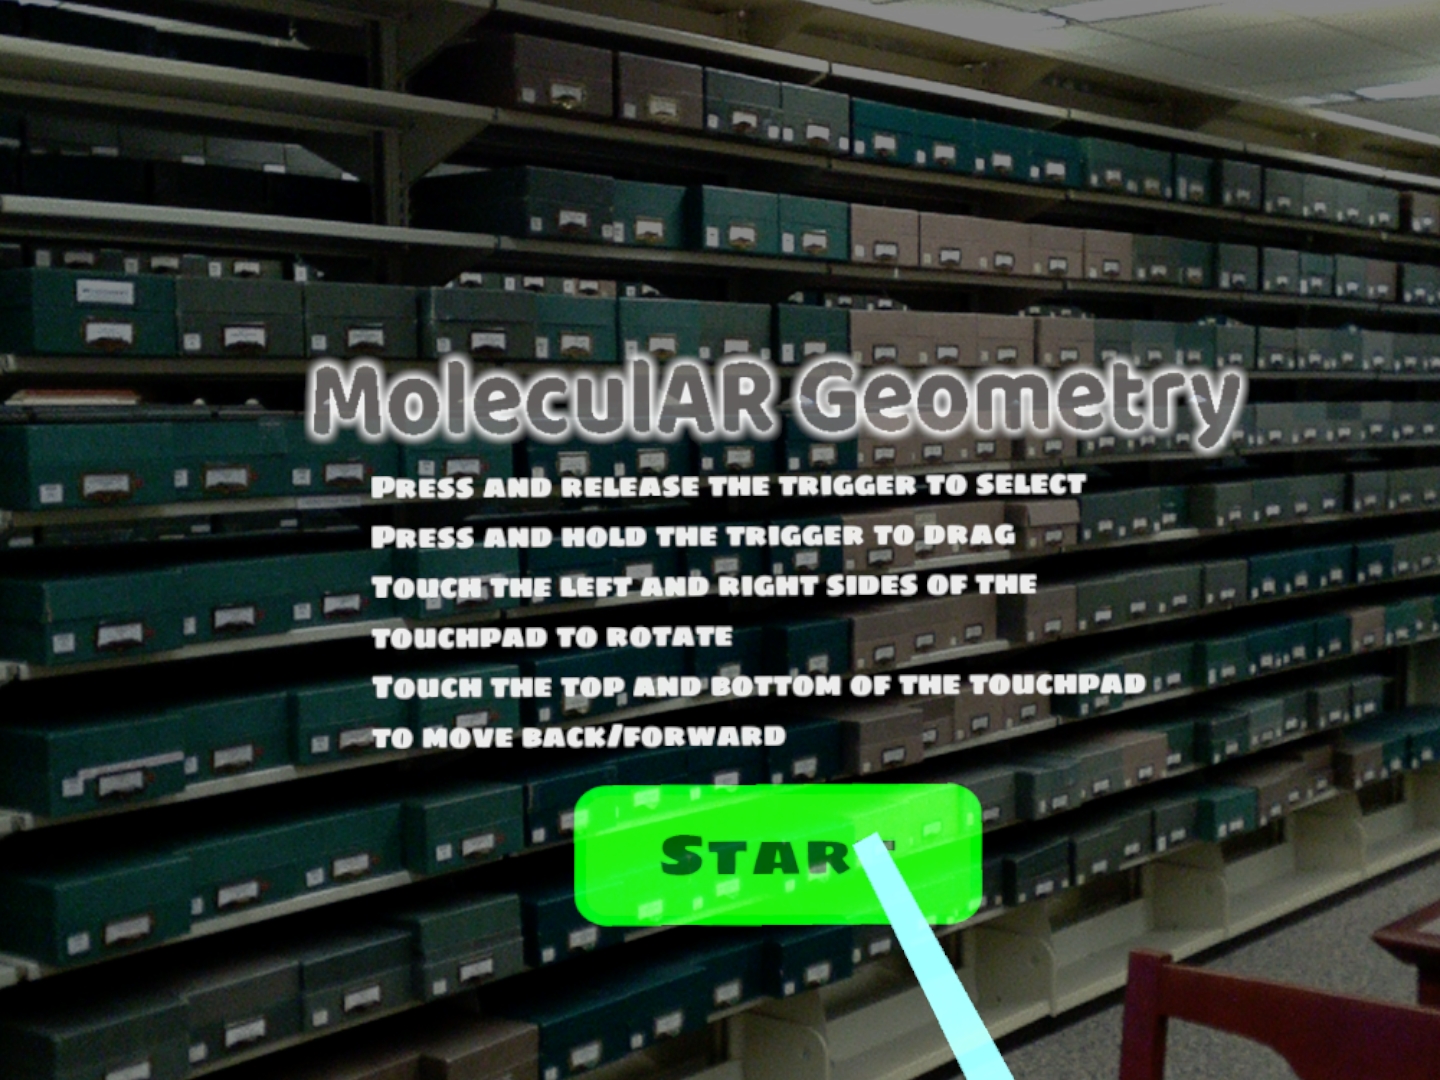 MoleculAR Geometry
Press and release the trigger to select
Press and hold the trigger to drag
Touch the left and right sides of the
touchpad to rotate
Touch the top and bottom of the touchpad
to move back/forward
Start